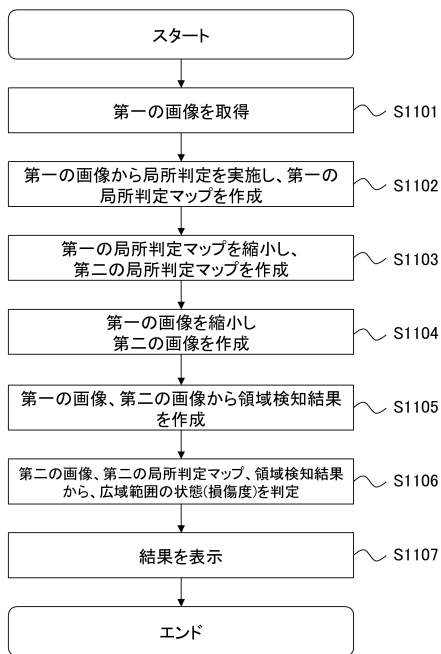 スタート
第一の画像を取得
S1101
第一の画像から局所判定を実施し、第一の
局所判定マップを作成
S1102
第一の局所判定マップを縮小し、
第二の局所判定マップを作成
S1103
第一の画像を縮小し
第二の画像を作成
S1104
第一の画像、第二の画像から領域検知結果
を作成
S1105
第二の画像、第二の局所判定マップ、領域検知結果
から、広域範囲の状態(損傷度)を判定
S1106
結果を表示
S1107
エンド